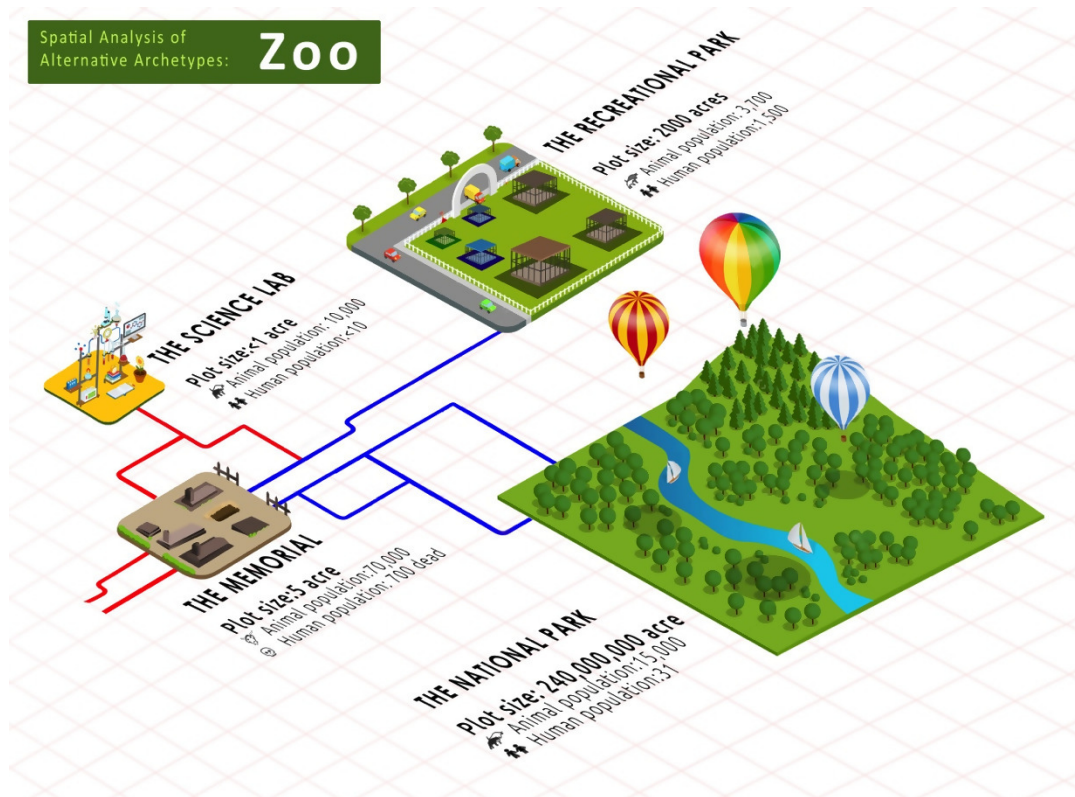 Spatial Analysis of
Alternative Archetypes:
Zoo
THE RECREATIONAL PARK
Plot size: 2000 acres
Animal population: 3,700
Human population:1,500
THE SCIENCE LAB
Plot size:<1 acre
Animal population: 10,000
Human population:<10
THE MEMORIAL
Plot size:5 acre
Animal population:70,000
Human population: 700 dead
THE NATIONAL PARK
Plot size: 240,000,000 acre
Animal population:15,000
Human population:31